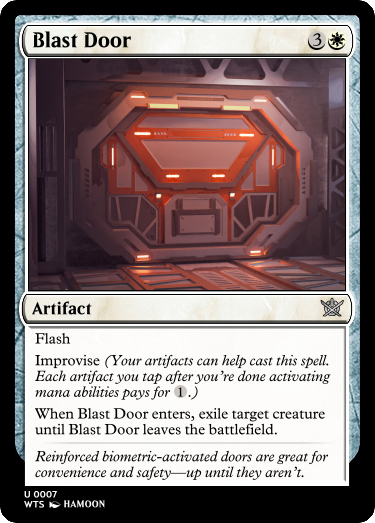 Blast Door 3
Artifact
Flash
Improvise (Your artifacts can help cast this spell.
Each artifact you tap after you're done activating
mana abilities pays for 1.)
When Blast Door enters, exile target creature
until Blast Door leaves the battlefield.
Reinforced biometric-activated doors are great for
convenience and safety—up until they aren't.
U 0007
WTS HAMOON